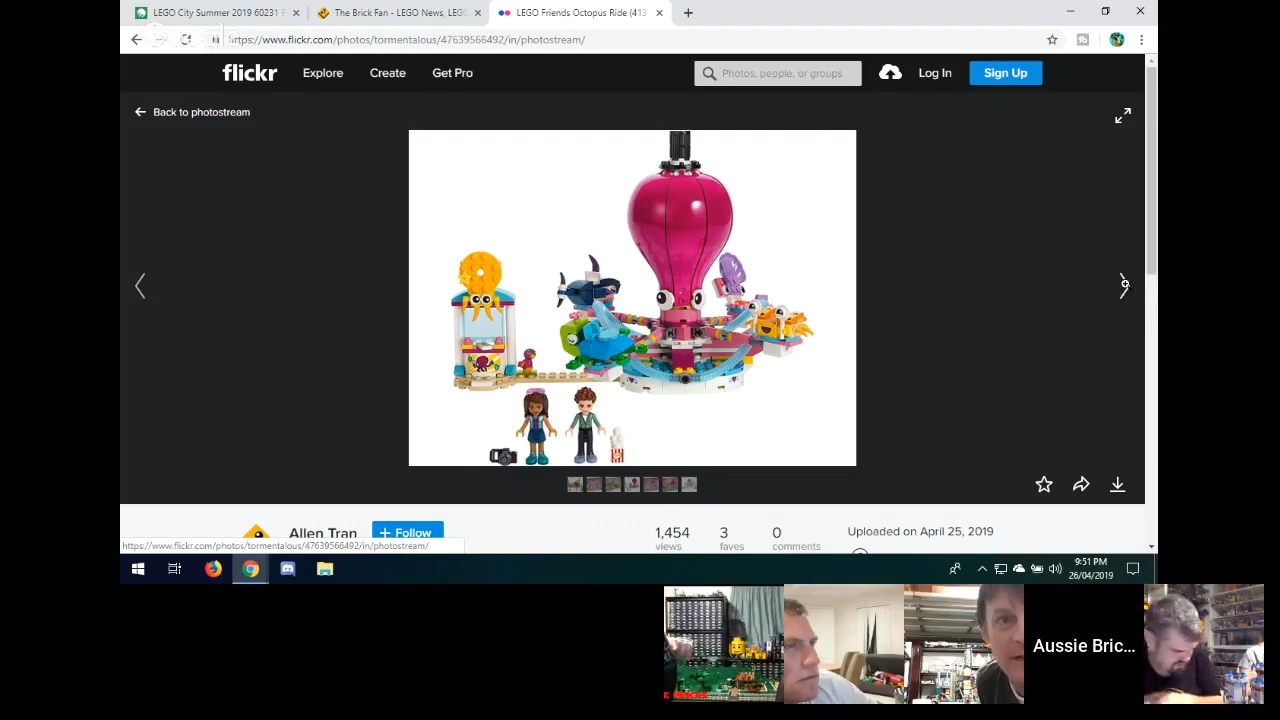 LEGO City Summer 2019 60231 F
The Brick Fan - LEGO News, LEGO
LEGO Friends Octopus Ride (413
https://www.flickr.com/photos/tormentalous/47639566492/in/photostream/
flickr
Explore
Create
Get Pro
Photos, people, or groups
Log In
Sign Up
Back to photostream
Allen Tran
+ Follow
1,454
views
3
faves
0
comments
Uploaded on April 25, 2019
https://www.flickr.com/photos/tormentalous/47639566492/in/photostream/
9:51 PM
26/04/2019
Aussie Bric...
E BRICKS